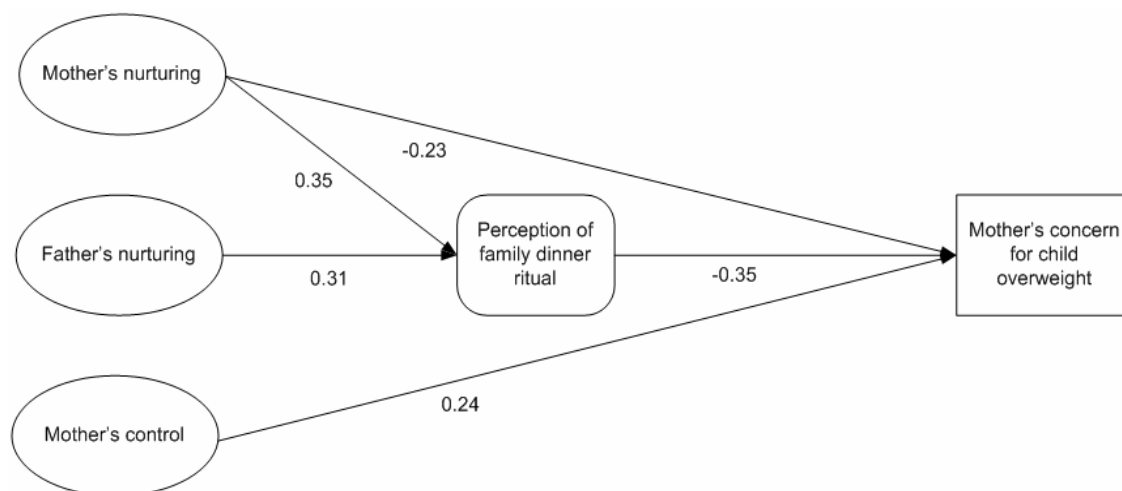 Mother’s nurturing
-0.23
0.35
Father’s nurturing
0.31
Perception of
family dinner
ritual
-0.35
Mother’s concern
for child
overweight
Mother’s control
0.24